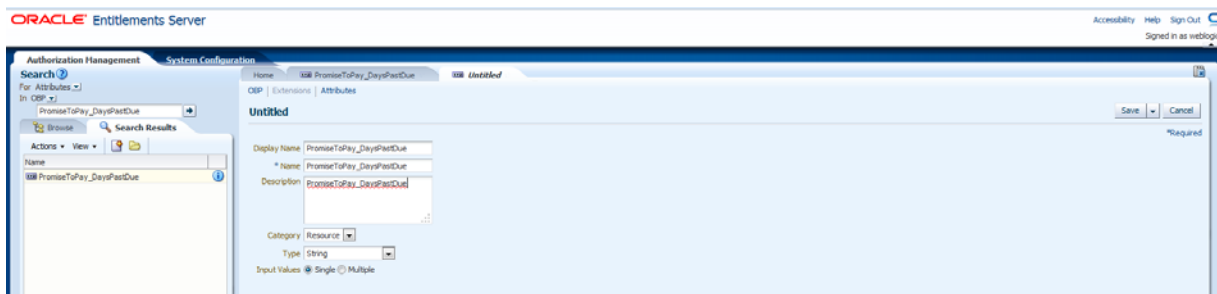 ORACLE Entitlements Server
Accessibility Help Sign Out
Signed in as weblogic
Authorization Management System Configuration
Search
For Attributes
In OBP
PromiseToPay_DaysPastDue
Browse Search Results
Actions View
Name
PromiseToPay_DaysPastDue
Home PromiseToPay_DaysPastDue Untitled
OBP | Extensions | Attributes
Untitled
Save Cancel
*Required
Display Name PromiseToPay_DaysPastDue
* Name PromiseToPay_DaysPastDue
Description PromiseToPay_DaysPastDue
Category Resource
Type String
Input Values Single Multiple